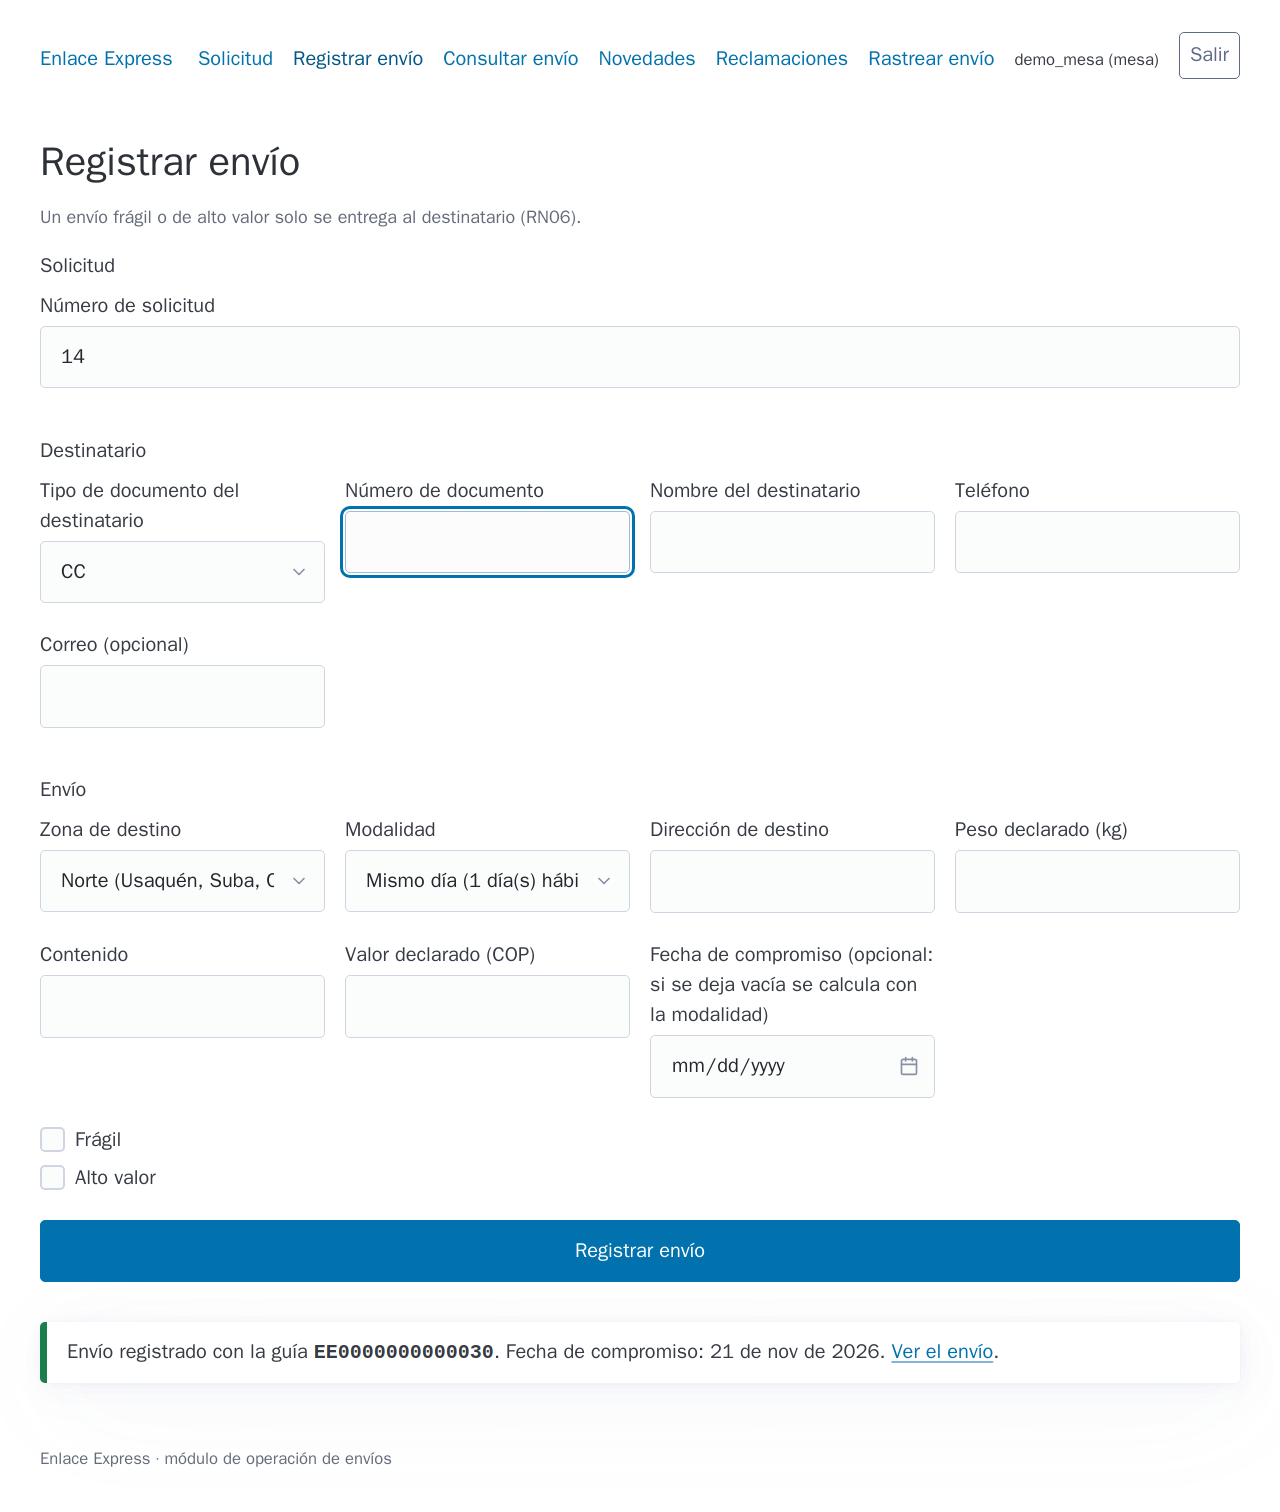 Enlace Express Solicitud Registrar envío Consultar envío Novedades Reclamaciones Rastrear envío demo_mesa (mesa) Salir
Registrar envío
Un envío frágil o de alto valor solo se entrega al destinatario (RN06).
Solicitud
Número de solicitud
14
Destinatario
Tipo de documento del
destinatario
Número de documento
Nombre del destinatario
Teléfono
CC
Correo (opcional)
Envío
Zona de destino
Modalidad
Dirección de destino
Peso declarado (kg)
Norte (Usaquén, Suba, C
Mismo día (1 día(s) hábi
Contenido
Valor declarado (COP)
Fecha de compromiso (opcional:
si se deja vacía se calcula con
la modalidad)
mm/dd/yyyy
Frágil
Alto valor
Registrar envío
Envío registrado con la guía EE0000000000030. Fecha de compromiso: 21 de nov de 2026. Ver el envío.
Enlace Express · módulo de operación de envíos